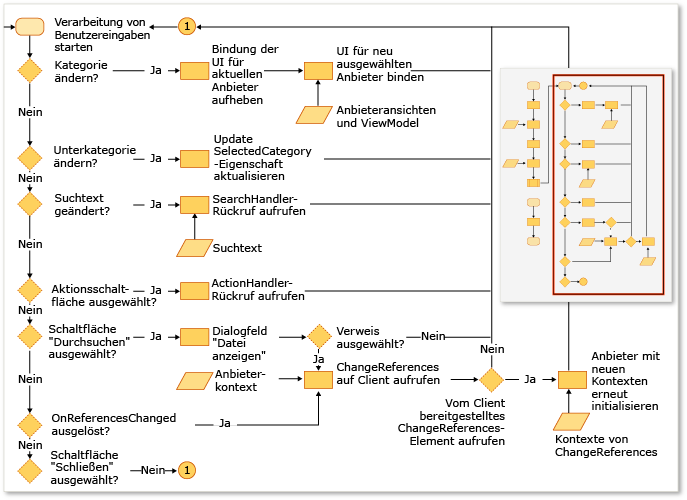 Verarbeitung von
Benutzereingaben
starten
1
Kategorie
ändern?
Ja
Bindung der
UI für
aktuellen
Anbieter
aufheben
UI für neu
ausgewählten
Anbieter binden
Anbieteransichten
und ViewModel
Nein
Unterkategorie
ändern?
Ja
Update
SelectedCategory
-Eigenschaft
aktualisieren
Nein
Suchtext
geändert?
Ja
SearchHandler-
Rückruf aufrufen
Suchtext
Nein
Aktionsschalt-
fläche ausgewählt?
Ja
ActionHandler-
Rückruf aufrufen
Nein
Schaltfläche
"Durchsuchen"
ausgewählt?
Ja
Dialogfeld
"Datei
anzeigen"
Verweis
ausgewählt?
Nein
Nein
Ja
Anbieter-
kontext
ChangeReferences
auf Client aufrufen
Ja
Anbieter mit
neuen
Kontexten
erneut
initialisieren
Nein
Vom Client
bereitgestelltes
ChangeReferences-
Element aufrufen
Kontexte von
ChangeReferences
OnReferencesChanged
ausgelöst?
Ja
Nein
Schaltfläche
"Schließen"
ausgewählt?
Nein
1